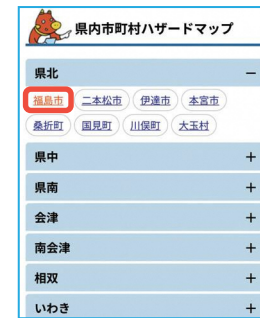 県内市町村ハザードマップ
県北 −
福島市 二本松市 伊達市 本宮市
桑折町 国見町 川俣町 大玉村
県中 +
県南 +
会津 +
南会津 +
相双 +
いわき +